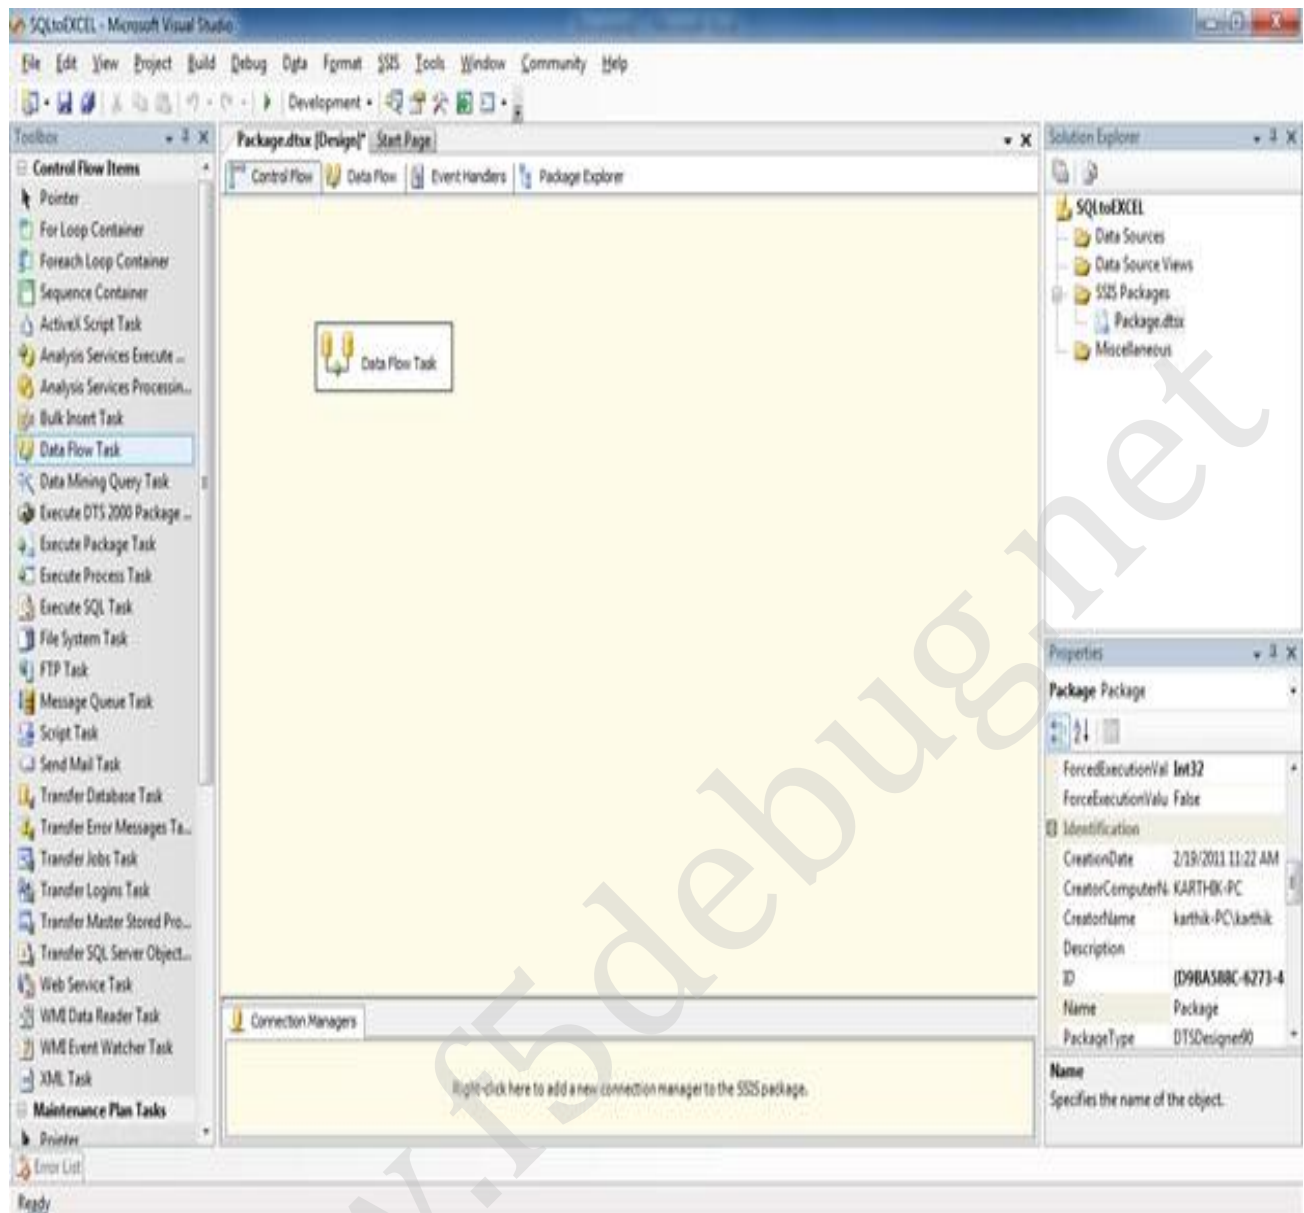 SQLtoEXCEL - Microsoft Visual Studio
File Edit View Project Build Debug Data Format SSIS Tools Window Community Help
Development
Toolbox
Control Flow Items
Pointer
For Loop Container
Foreach Loop Container
Sequence Container
ActiveX Script Task
Analysis Services Execute ...
Analysis Services Processin...
Bulk Insert Task
Data Flow Task
Data Mining Query Task
Execute DTS 2000 Package ...
Execute Package Task
Execute Process Task
Execute SQL Task
File System Task
FTP Task
Message Queue Task
Script Task
Send Mail Task
Transfer Database Task
Transfer Error Messages Ta...
Transfer Jobs Task
Transfer Logins Task
Transfer Master Stored Pro...
Transfer SQL Server Object...
Web Service Task
WMI Data Reader Task
WMI Event Watcher Task
XML Task
Maintenance Plan Tasks
Pointer
Package.dtsx [Design]* Start Page
Control Flow Data Flow Event Handlers Package Explorer
Data Flow Task
Connection Managers
Right-click here to add a new connection manager to the SSIS package.
Solution Explorer
SQLtoEXCEL
Data Sources
Data Source Views
SSIS Packages
Package.dtsx
Miscellaneous
Properties
Package Package
ForcedExecutionVal Int32
ForceExecutionValu False
Identification
CreationDate 2/19/2011 11:22 AM
CreatorComputerN KARTHIK-PC
CreatorName karthik-PC\karthik
Description
ID {D9BA5B8C-6273-4
Name Package
PackageType DTSDesigner90
Name
Specifies the name of the object.
Error List
Ready
w.f5debug.net